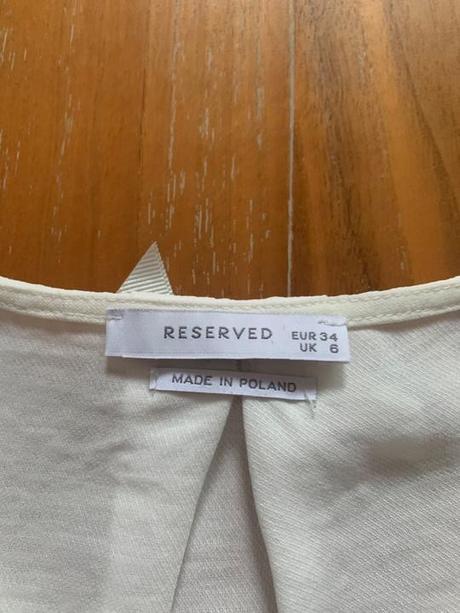 RESERVED EUR 34
UK 6
MADE IN POLAND